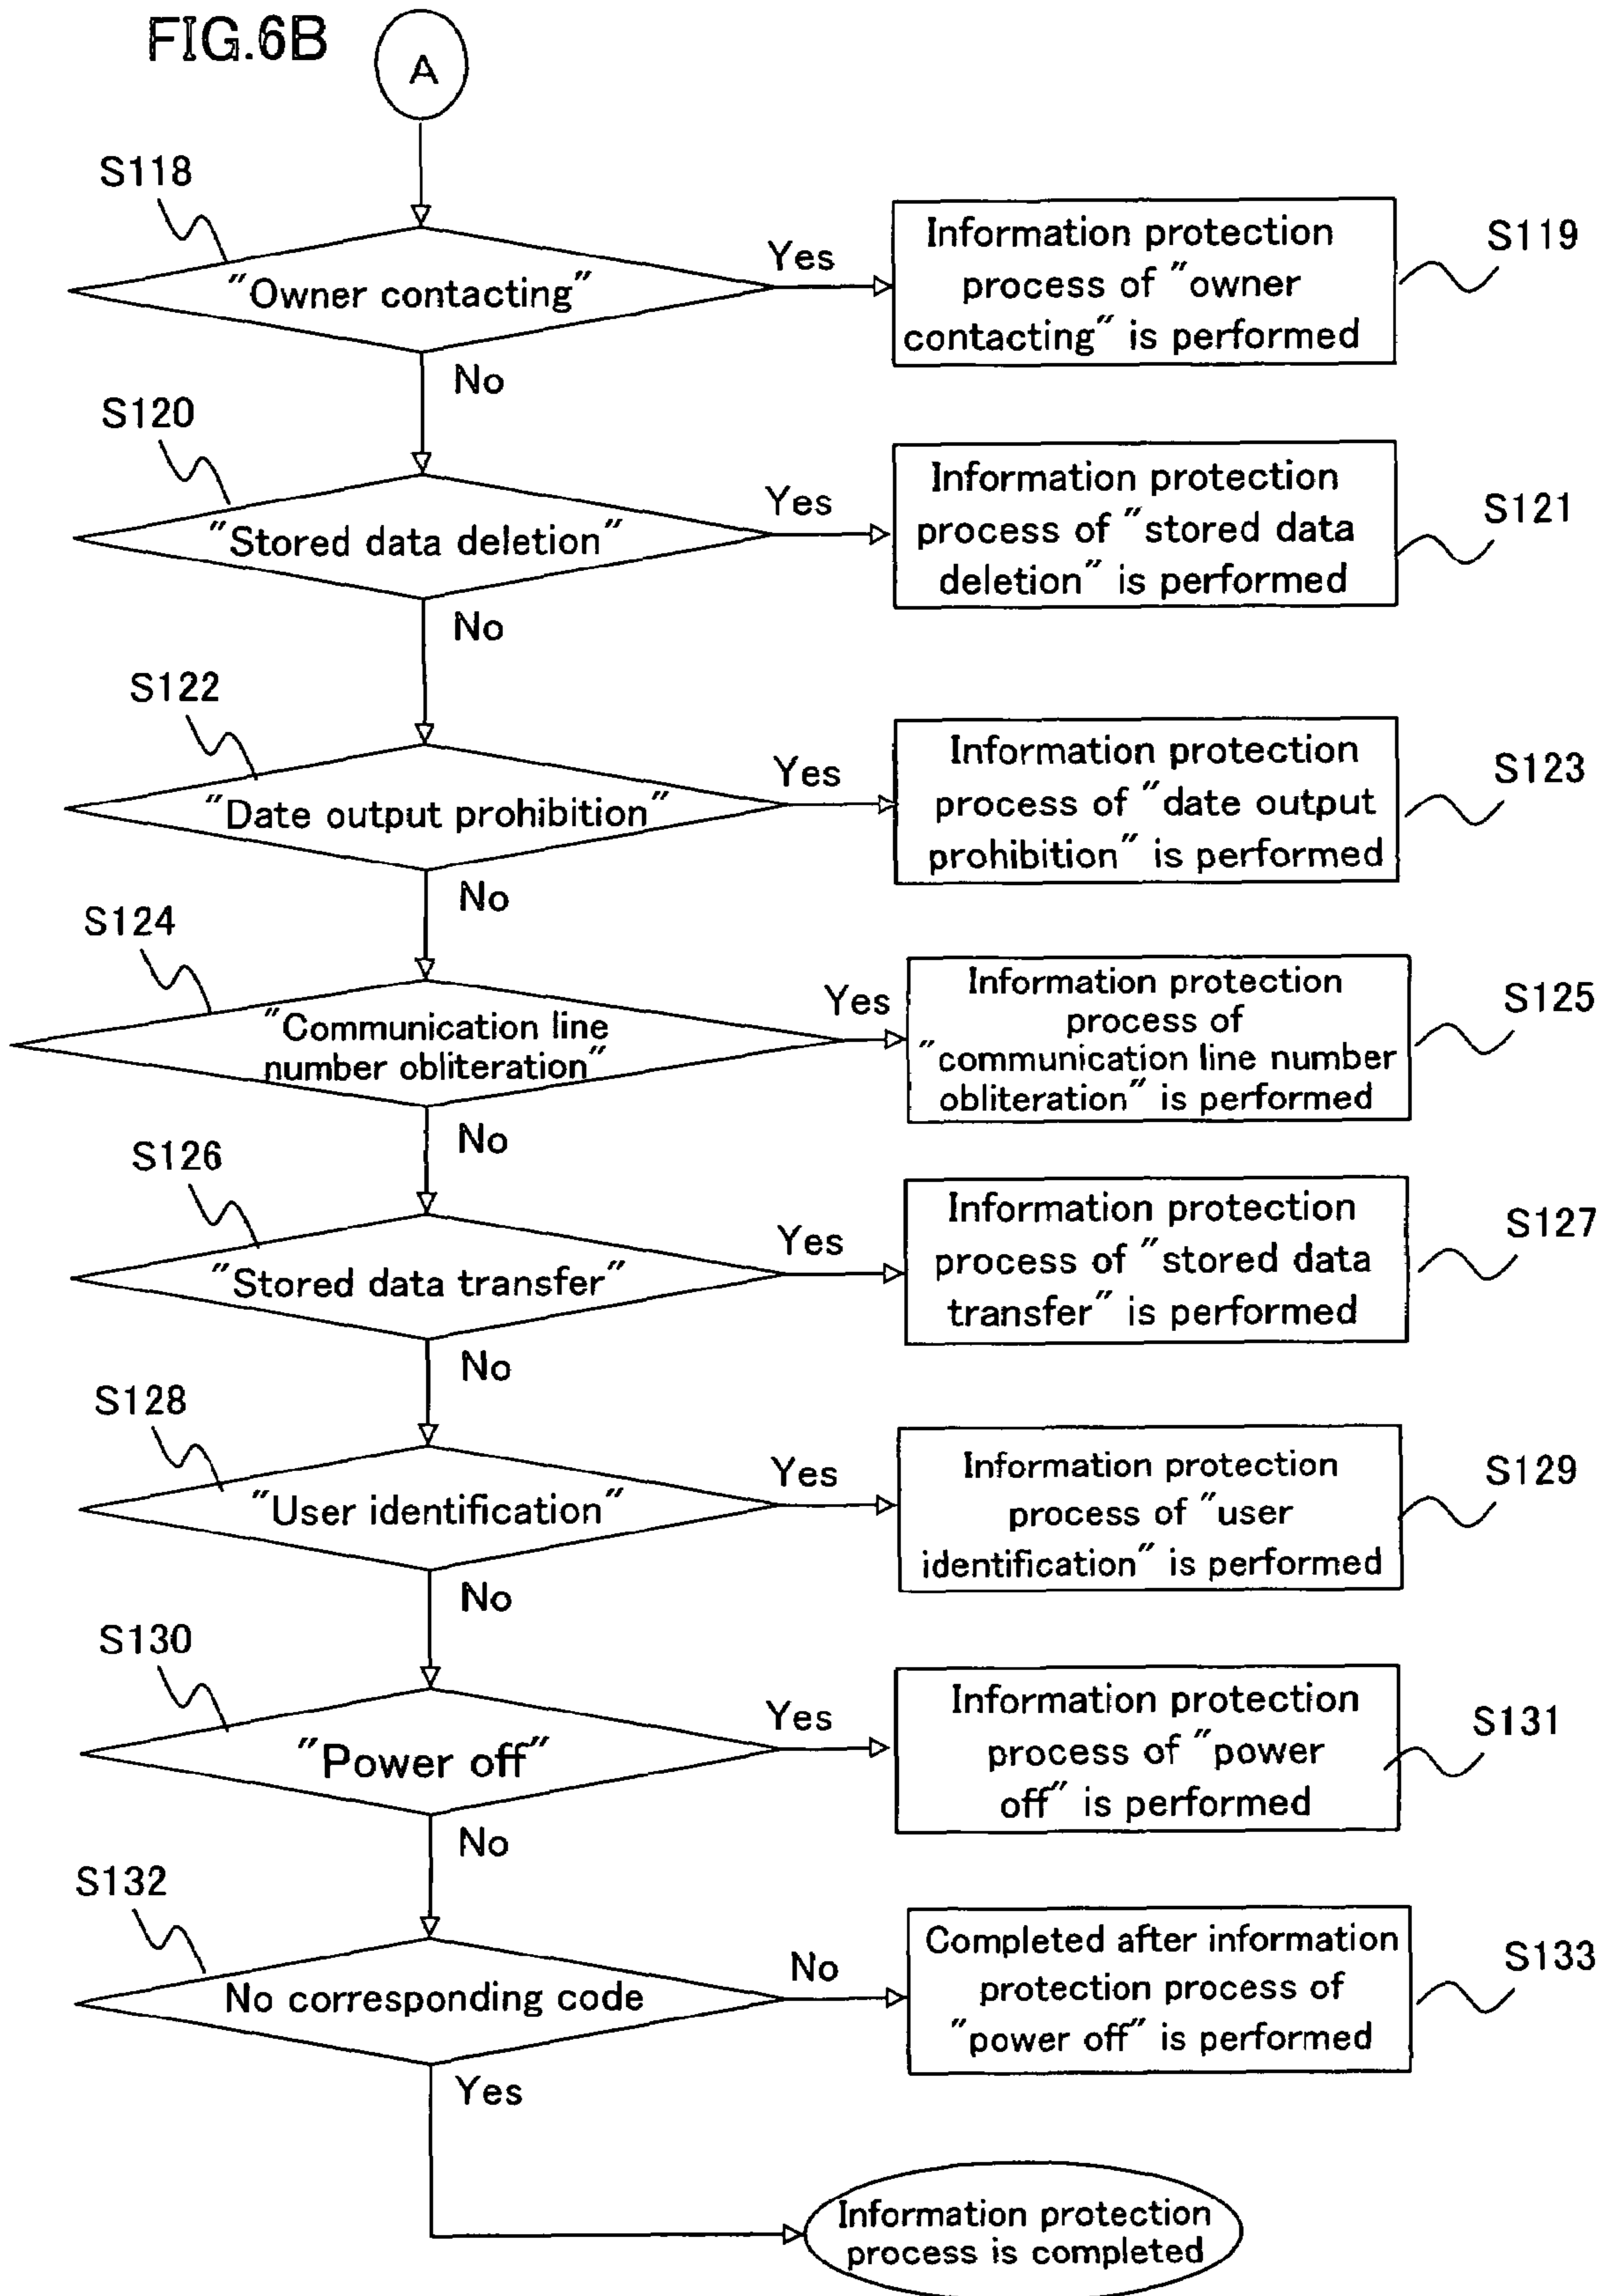 FIG.6B
A
S118
"Owner contacting"
Yes
Information protection
process of "owner
contacting" is performed
S119
No
S120
"Stored data deletion"
Yes
Information protection
process of "stored data
deletion" is performed
S121
No
S122
"Date output prohibition"
Yes
Information protection
process of "date output
prohibition" is performed
S123
No
S124
"Communication line
number obliteration"
Yes
Information protection
process of
"communication line number
obliteration" is performed
S125
No
S126
"Stored data transfer"
Yes
Information protection
process of "stored data
transfer" is performed
S127
No
S128
"User identification"
Yes
Information protection
process of "user
identification" is performed
S129
No
S130
"Power off"
Yes
Information protection
process of "power
off" is performed
S131
No
S132
No corresponding code
No
Completed after information
protection process of
"power off" is performed
S133
Yes
Information protection
process is completed